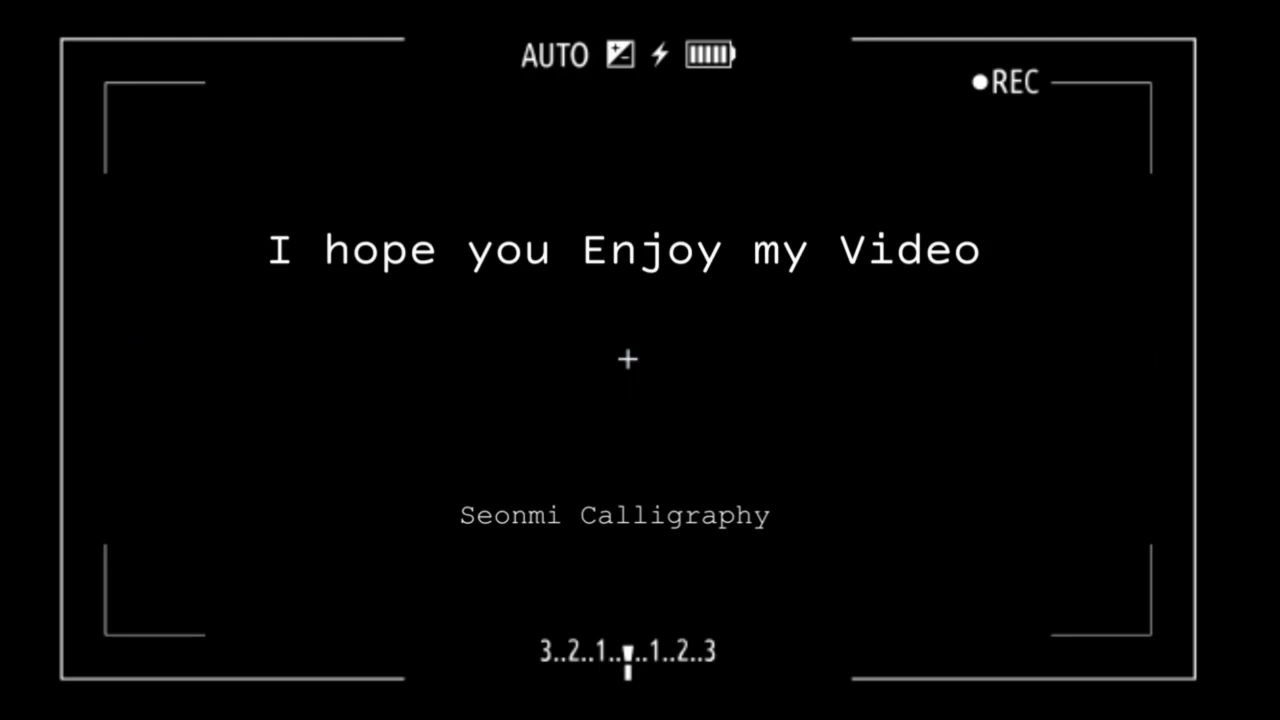 AUTO
●REC
I hope you Enjoy my Video
+
Seonmi Calligraphy
3..2..1..▮..1..2..3